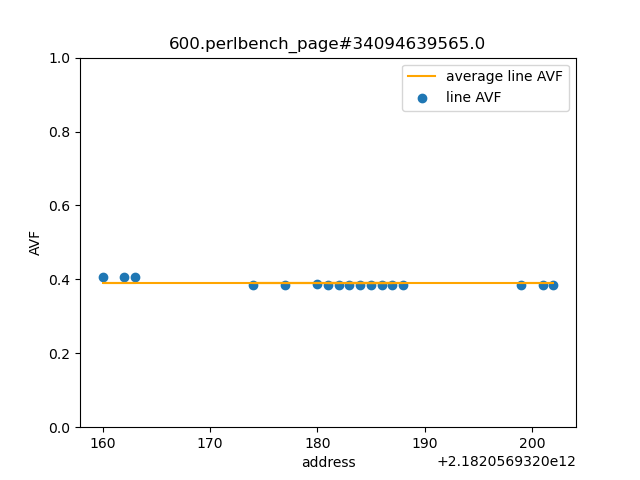 600.perlbench_page#34094639565.0
average line AVF
line AVF
1.0
0.8
0.6
0.4
0.2
0.0
AVF
160 170 180 190 200
address
+2.1820569320e12